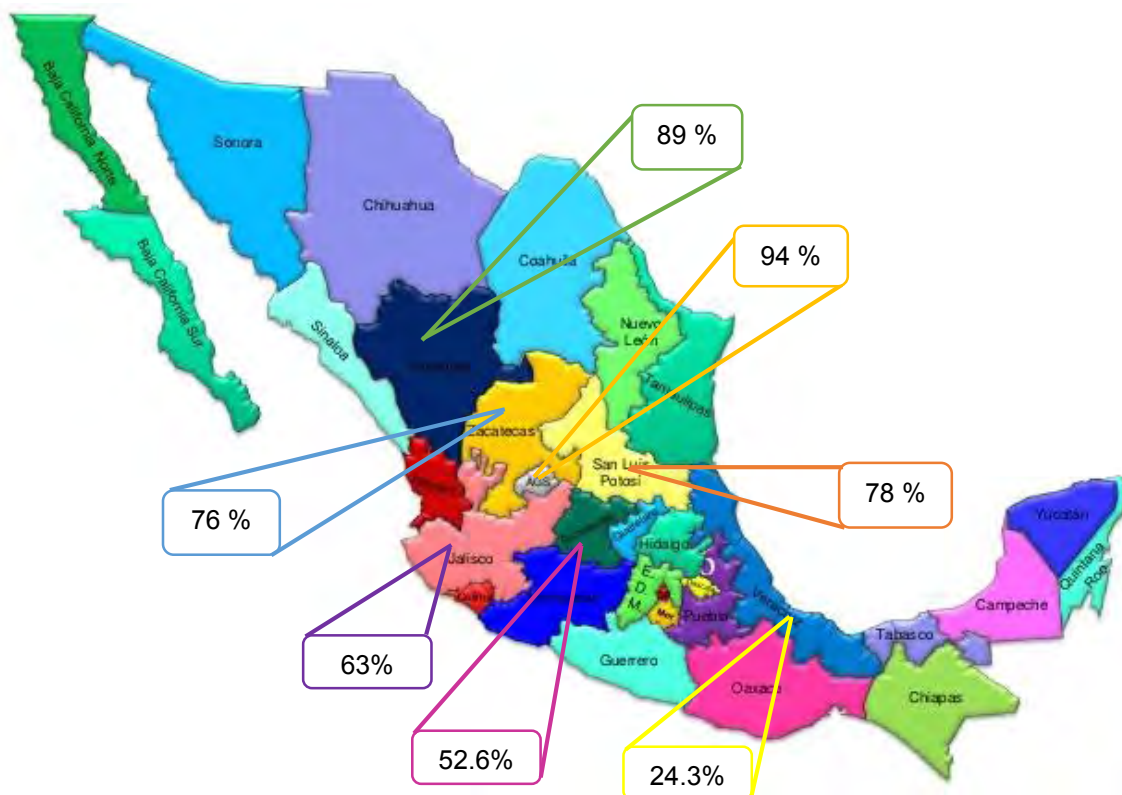 Baja California Norte
Sonora
Chihuahua
89 %
Baja California Sur
Coahuila
94 %
Sinaloa
Nuevo
León
Tamaulipas
Zacatecas
AGS
San Luis
Potosí
76 %
78 %
Yucatán
Quintana
Roo
Jalisco
Hidalgo
E.
D.
M.
Mor
Puebla
Veracruz
Campeche
Tabasco
63%
Guerrero
Oaxaca
Chiapas
52.6%
24.3%